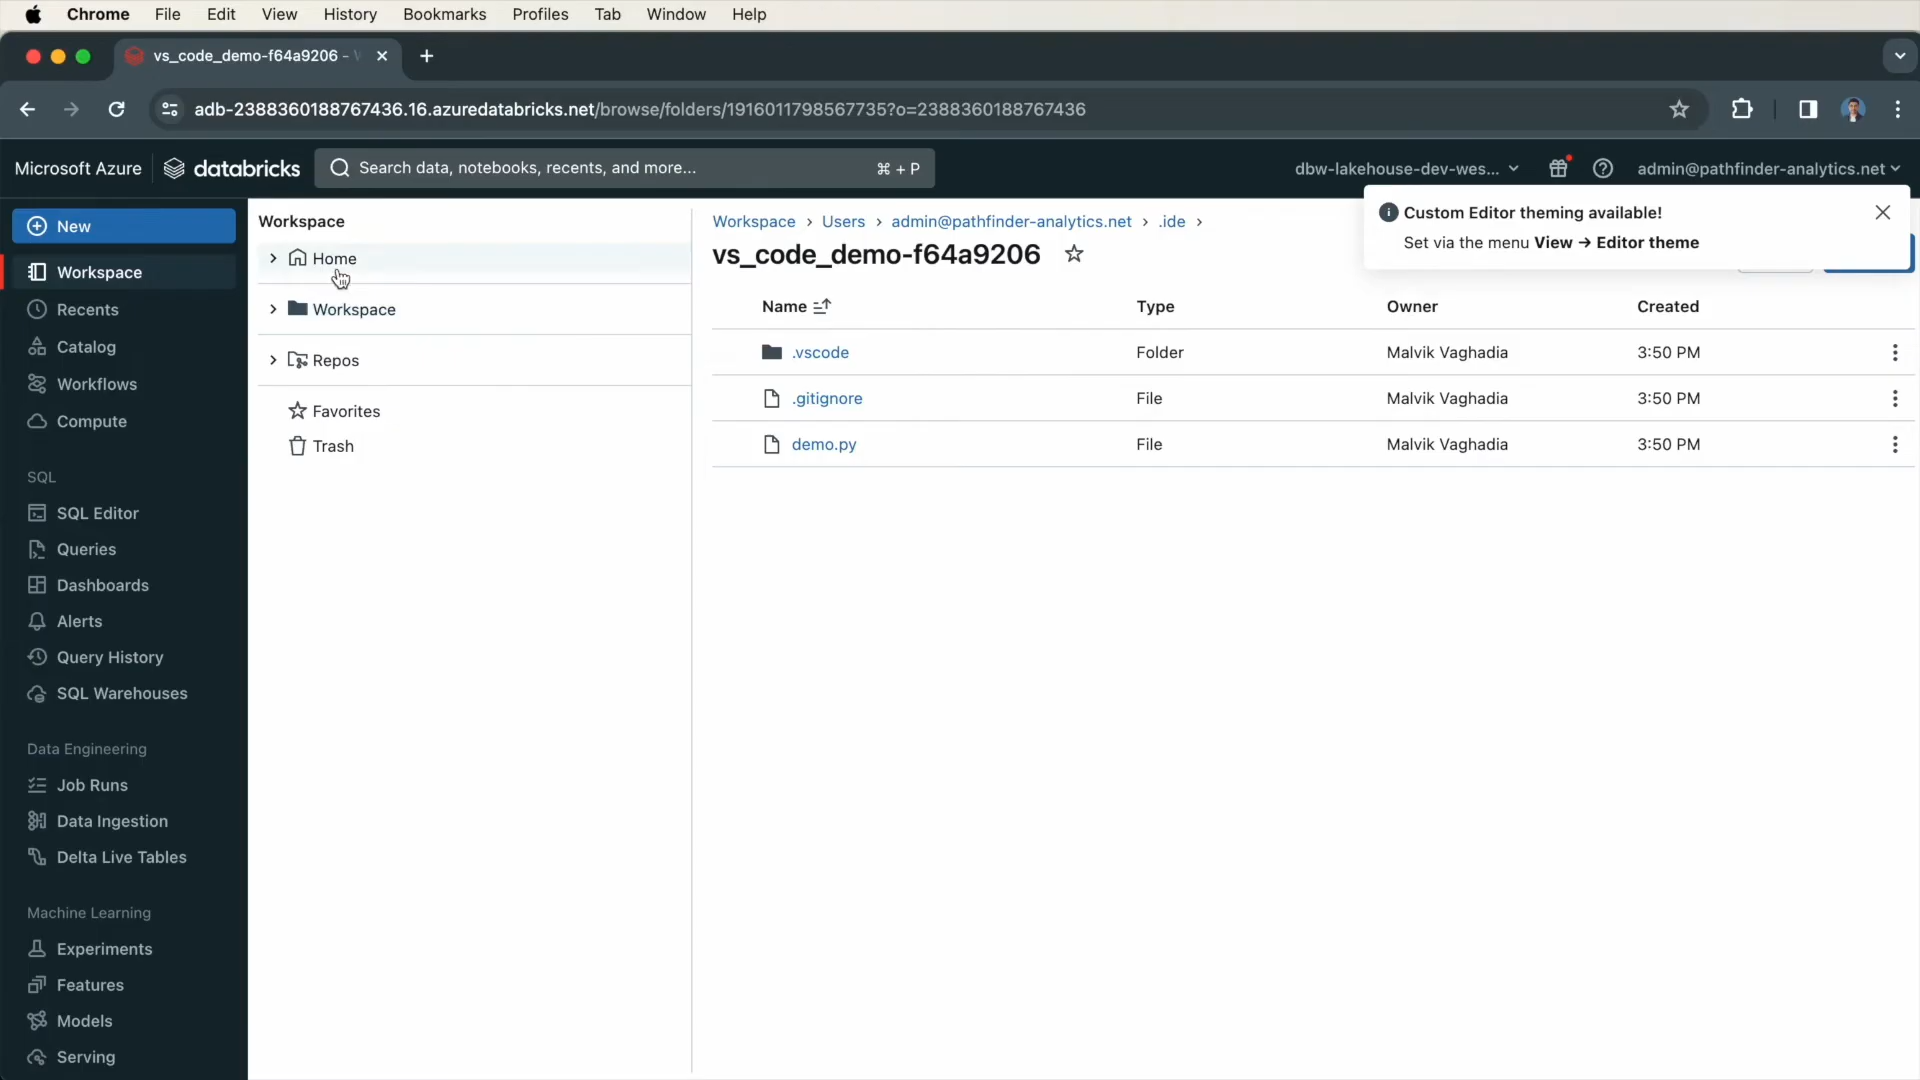 Chrome File Edit View History Bookmarks Profiles Tab Window Help
vs_code_demo-f64a9206 -
adb-2388360188767436.16.azuredatabricks.net/browse/folders/1916011798567735?o=2388360188767436
Microsoft Azure databricks Search data, notebooks, recents, and more... ⌘ + P dbw-lakehouse-dev-wes... admin@pathfinder-analytics.net
Custom Editor theming available!
Set via the menu View → Editor theme
New
Workspace
Recents
Catalog
Workflows
Compute
SQL
SQL Editor
Queries
Dashboards
Alerts
Query History
SQL Warehouses
Data Engineering
Job Runs
Data Ingestion
Delta Live Tables
Machine Learning
Experiments
Features
Models
Serving
Workspace
Home
Workspace
Repos
Favorites
Trash
Workspace › Users › admin@pathfinder-analytics.net › .ide ›
vs_code_demo-f64a9206
Name Type Owner Created
.vscode Folder Malvik Vaghadia 3:50 PM
.gitignore File Malvik Vaghadia 3:50 PM
demo.py File Malvik Vaghadia 3:50 PM